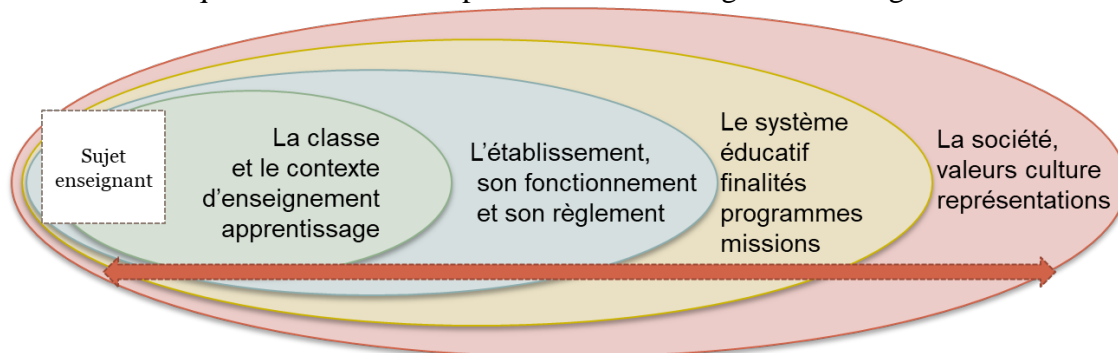 Sujet
enseignant
La classe
et le contexte
d'enseignement
apprentissage
L'établissement,
son fonctionnement
et son règlement
Le système
éducatif
finalités
programmes
missions
La société,
valeurs culture
représentations